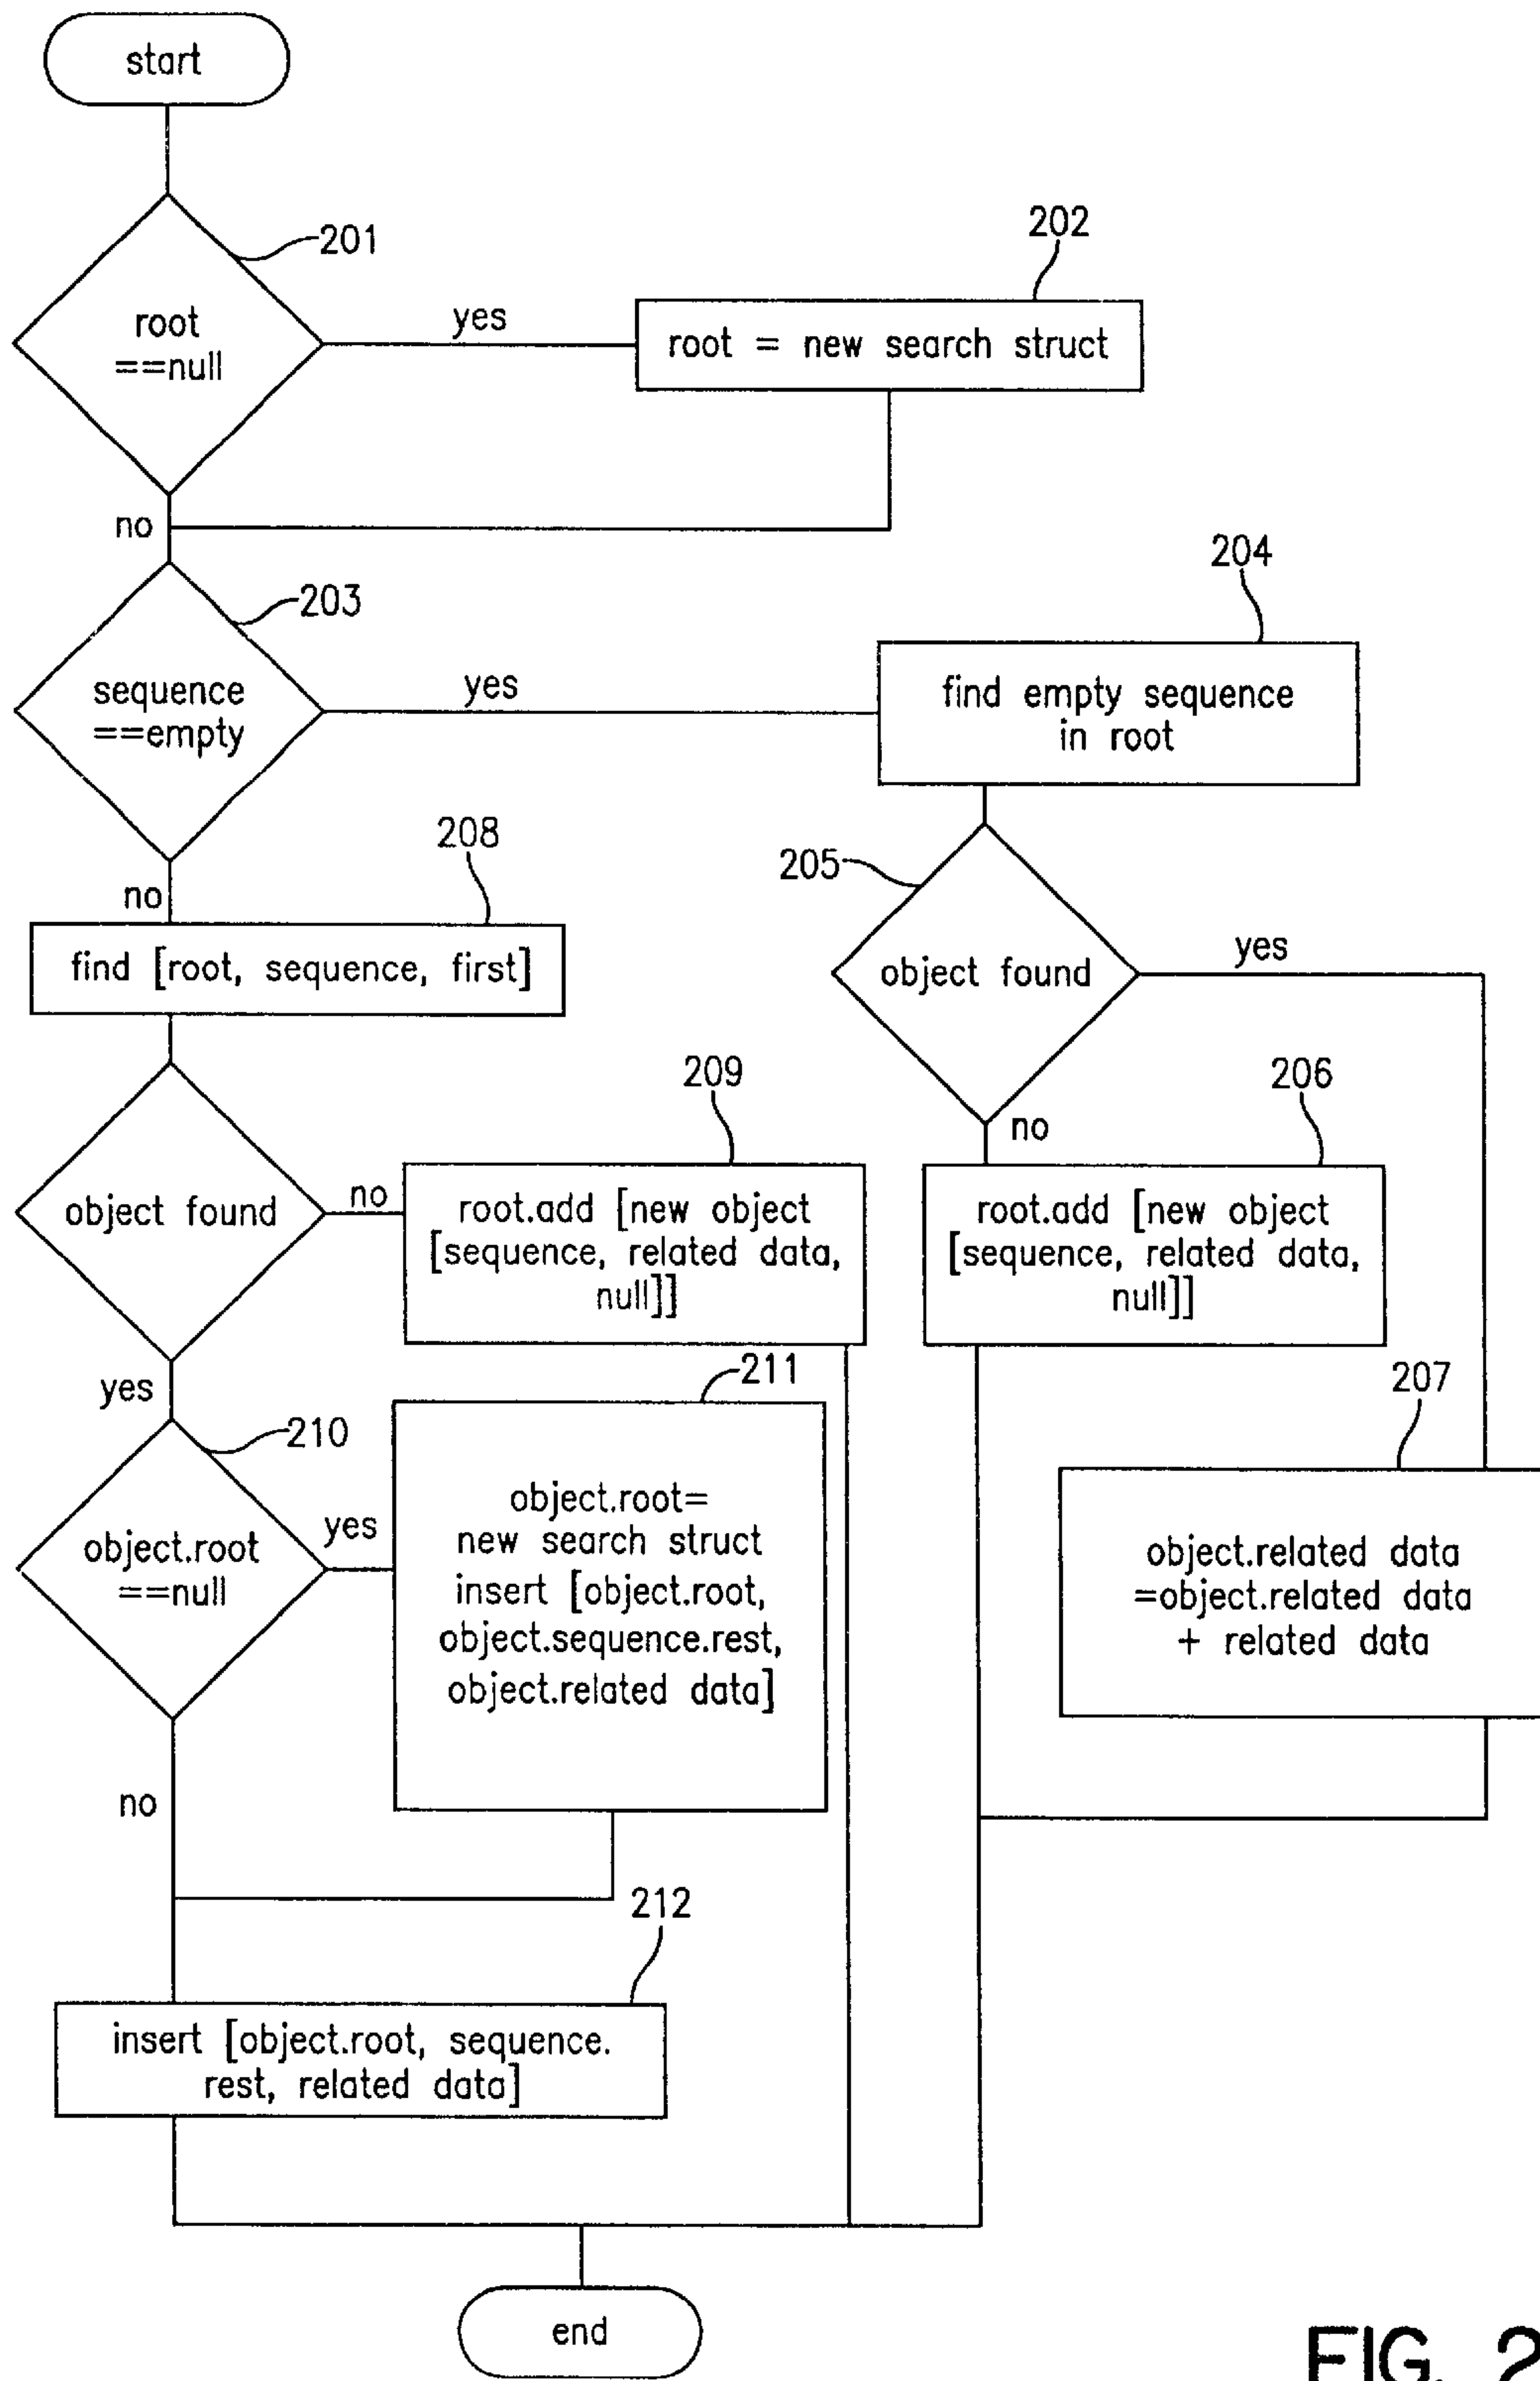 start
201
root
==null
yes
202
root = new search struct
no
203
sequence
==empty
yes
204
find empty sequence
in root
no
208
find [root, sequence, first]
205
object found
yes
no
object found
no
209
root.add [new object
[sequence, related data,
null]]
206
root.add [new object
[sequence, related data,
null]]
yes
210
object.root
==null
yes
211
object.root=
new search struct
insert [object.root,
object.sequence.rest,
object.related data]
207
object.related data
=object.related data
+ related data
no
212
insert [object.root, sequence.
rest, related data]
end
FIG. 2